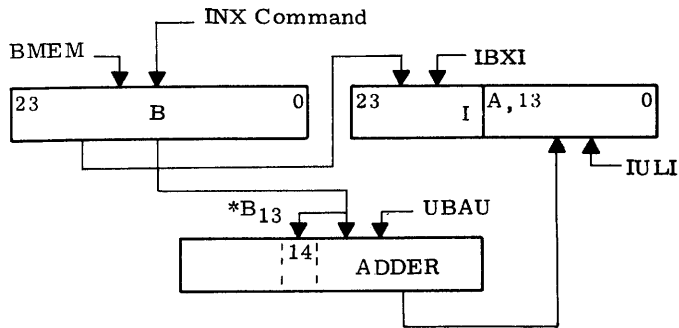 INX Command
BMEM
IBXI
23 B 0
23 I A,13 0
IULI
*B13
UBAU
14 ADDER